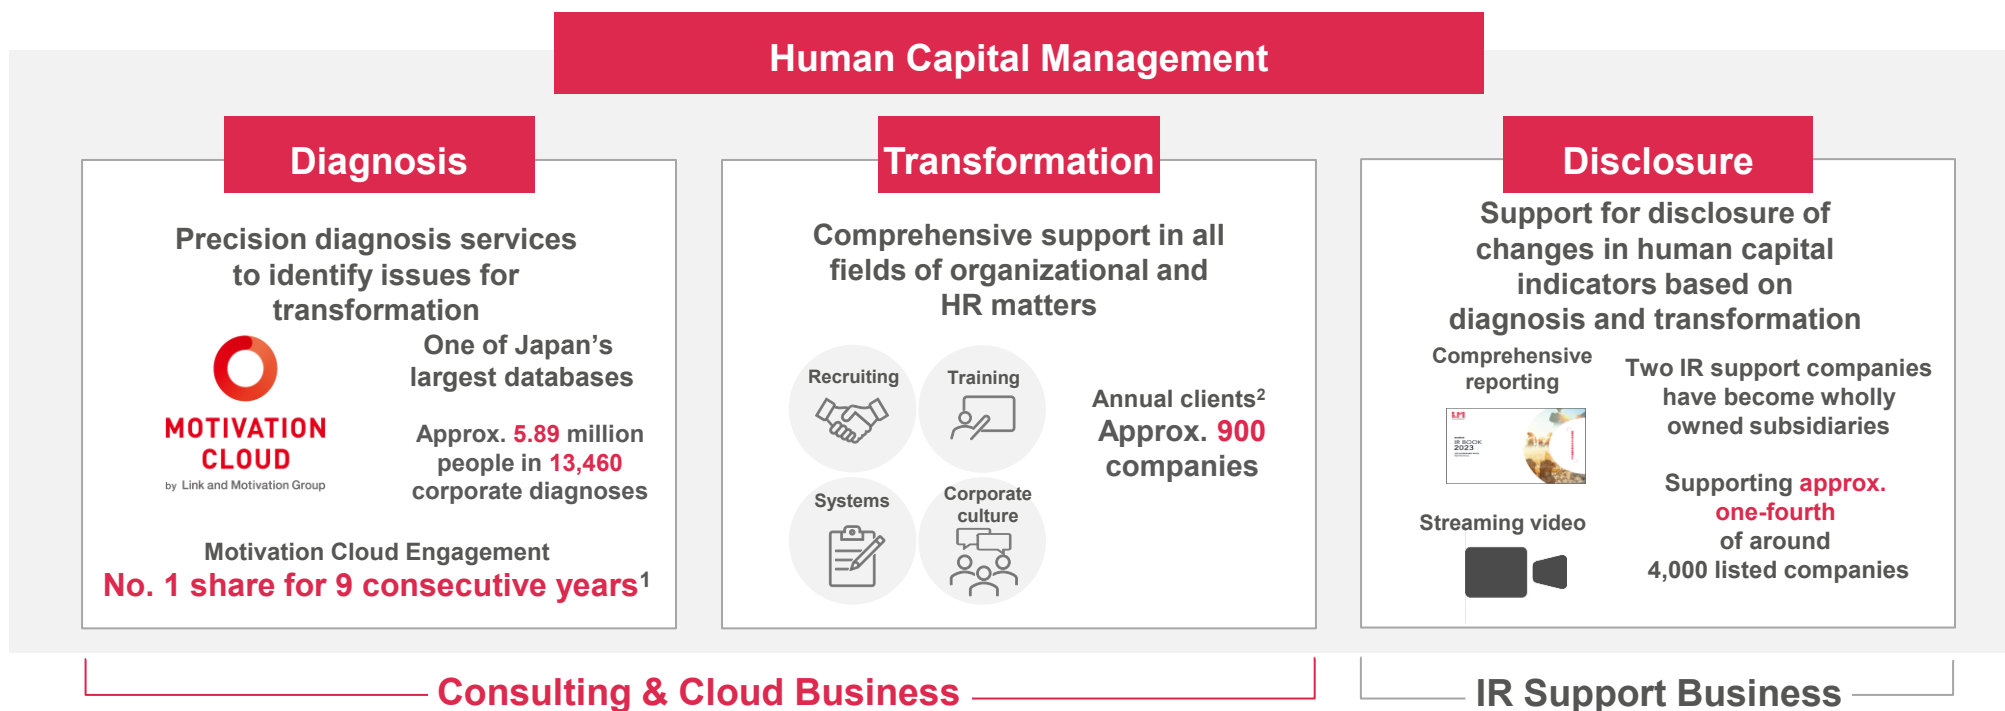 Human Capital Management
Diagnosis
Precision diagnosis services
to identify issues for
transformation
MOTIVATION
CLOUD
by Link and Motivation Group
One of Japan's
largest databases
Approx. 5.89 million
people in 13,460
corporate diagnoses
Motivation Cloud Engagement
No. 1 share for 9 consecutive years1
Transformation
Comprehensive support in all
fields of organizational and
HR matters
Recruiting
Training
Systems
Corporate
culture
Annual clients2
Approx. 900
companies
Disclosure
Support for disclosure of
changes in human capital
indicators based on
diagnosis and transformation
Comprehensive
reporting
IR BOOK
2023
Streaming video
Two IR support companies
have become wholly
owned subsidiaries
Supporting approx.
one-fourth
of around
4,000 listed companies
Consulting & Cloud Business
IR Support Business